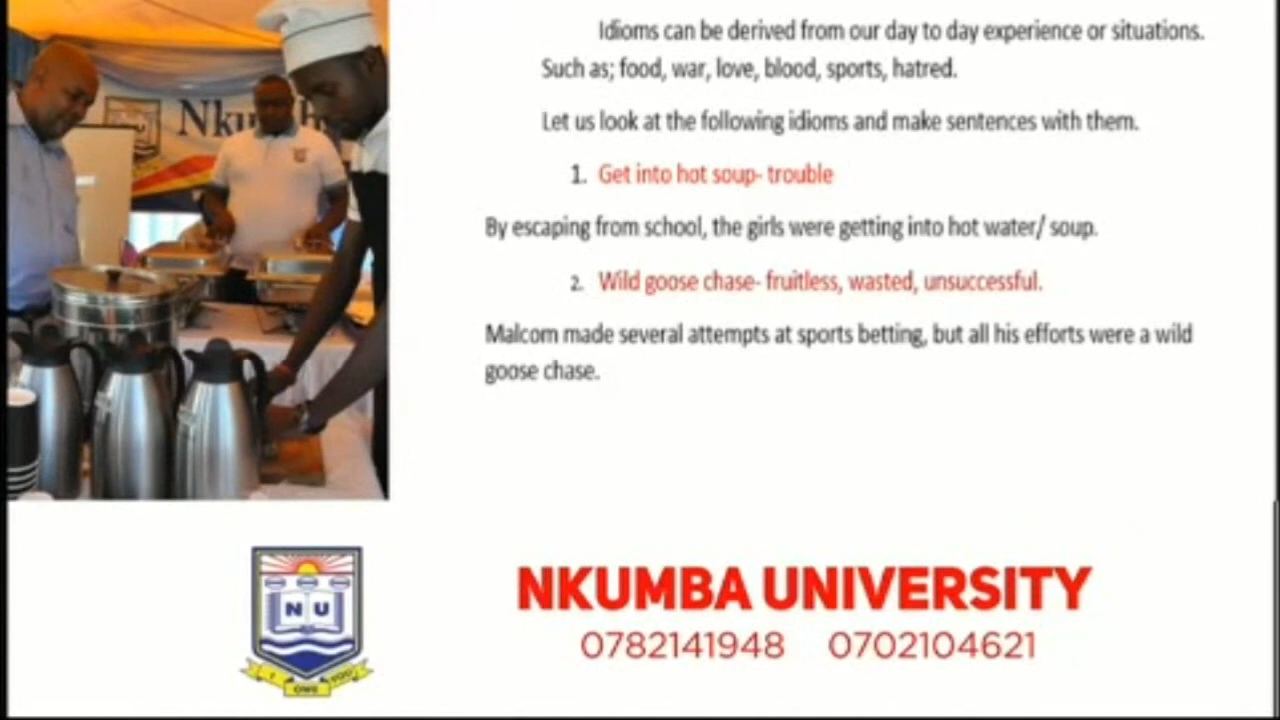 Idioms can be derived from our day to day experience or situations.
Such as; food, war, love, blood, sports, hatred.
Let us look at the following idioms and make sentences with them.
1. Get into hot soup- trouble
By escaping from school, the girls were getting into hot water/ soup.
2. Wild goose chase- fruitless, wasted, unsuccessful.
Malcom made several attempts at sports betting, but all his efforts were a wild
goose chase.
N U
I OWE YOU
NKUMBA UNIVERSITY
0782141948 0702104621